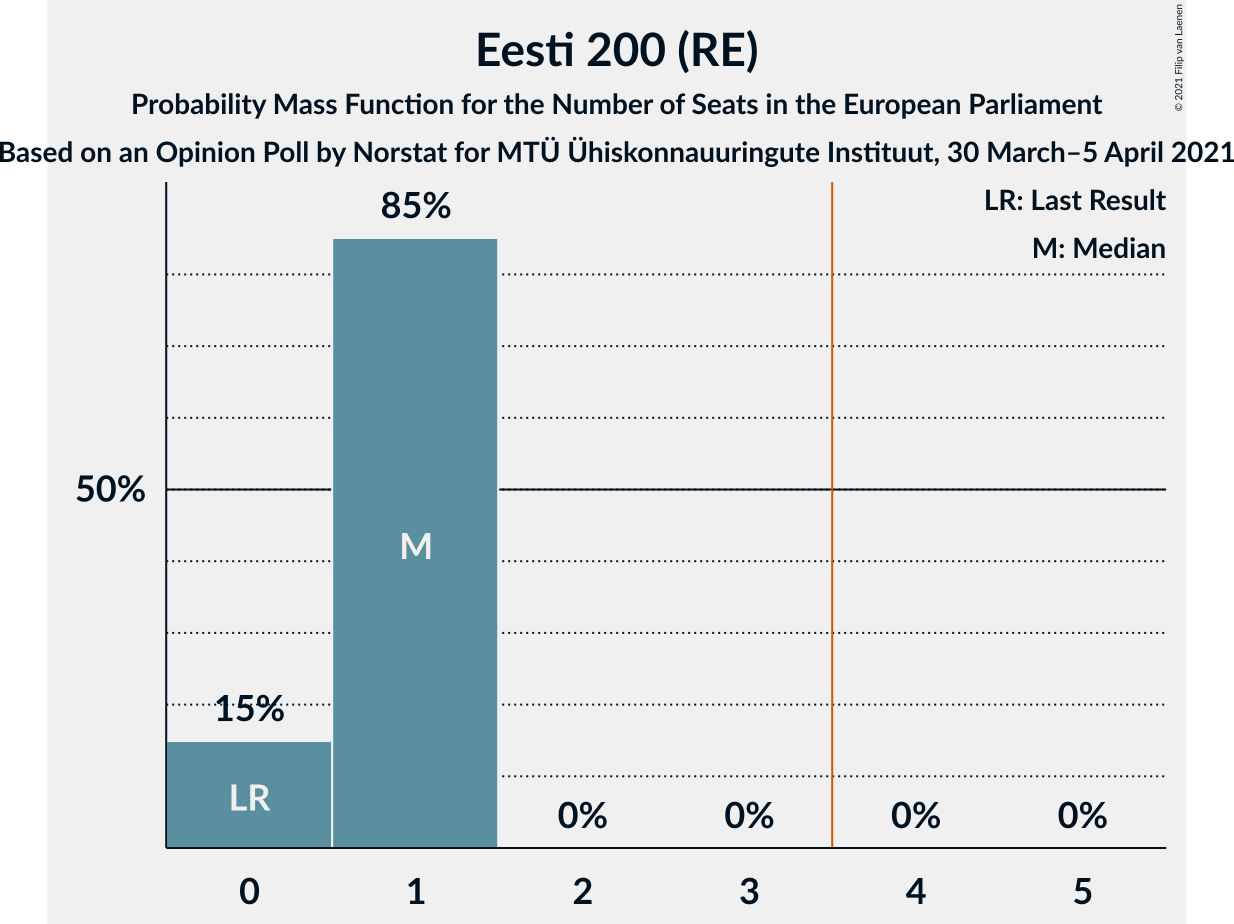 Eesti 200 (RE)
Probability Mass Function for the Number of Seats in the European Parliament
Based on an Opinion Poll by Norstat for MTÜ Ühiskonnauuringute Instituut, 30 March–5 April 2021
© 2021 Filip van Laenen
LR: Last Result
M: Median
85%
50%
M
15%
LR
0%
0%
0%
0%
0
1
2
3
4
5